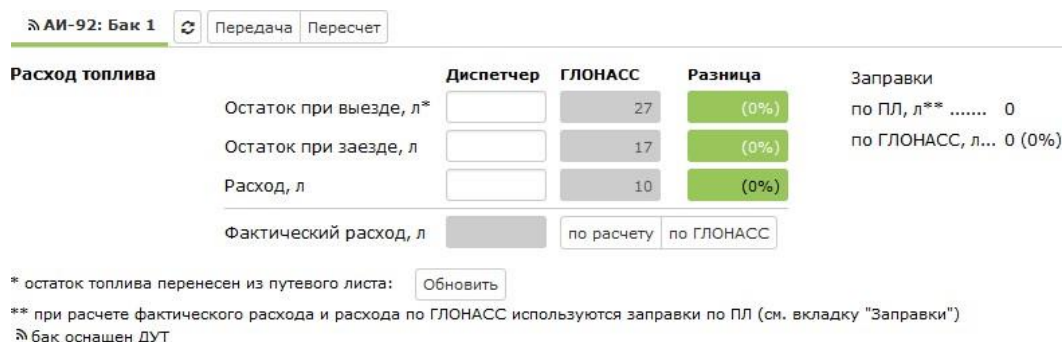 АИ-92: Бак 1 Передача Пересчет
Расход топлива Диспетчер ГЛОНАСС Разница Заправки
Остаток при выезде, л* 27 (0%) по ПЛ, л** ....... 0
Остаток при заезде, л 17 (0%) по ГЛОНАСС, л... 0 (0%)
Расход, л 10 (0%)
Фактический расход, л по расчету по ГЛОНАСС
* остаток топлива перенесен из путевого листа: Обновить
** при расчете фактического расхода и расхода по ГЛОНАСС используются заправки по ПЛ (см. вкладку "Заправки")
бак оснащен ДУТ